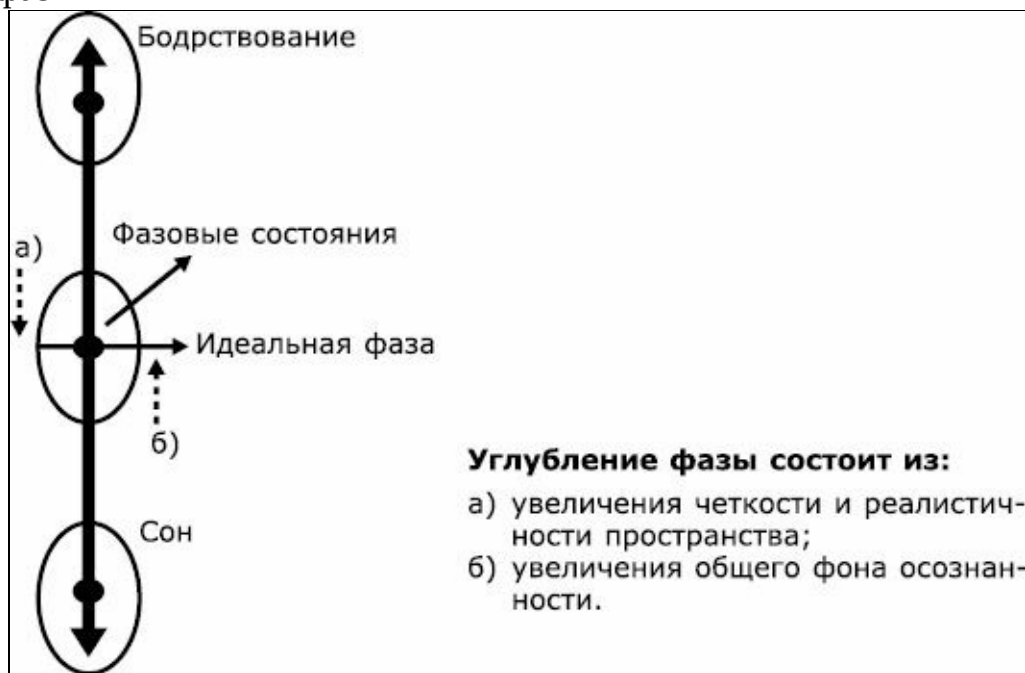 Бодрствование
Фазовые состояния
а)
Идеальная фаза
б)
Углубление фазы состоит из:
а) увеличения четкости и реалистич-
ности пространства;
б) увеличения общего фона осознан-
ности.
Сон